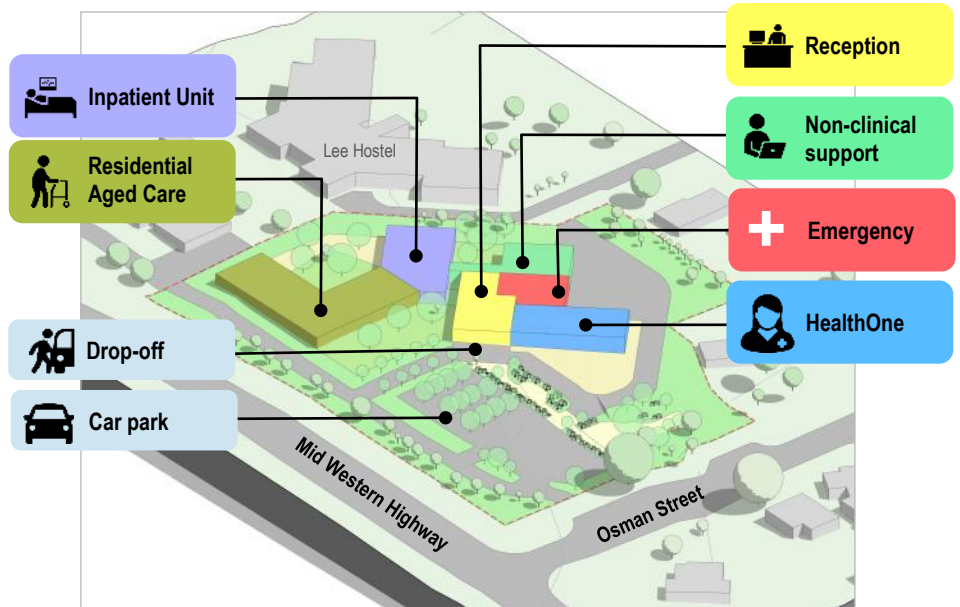 Inpatient Unit
Residential
Aged Care
Drop-off
Car park
Lee Hostel
Reception
Non-clinical
support
Emergency
HealthOne
Mid Western Highway
Osman Street